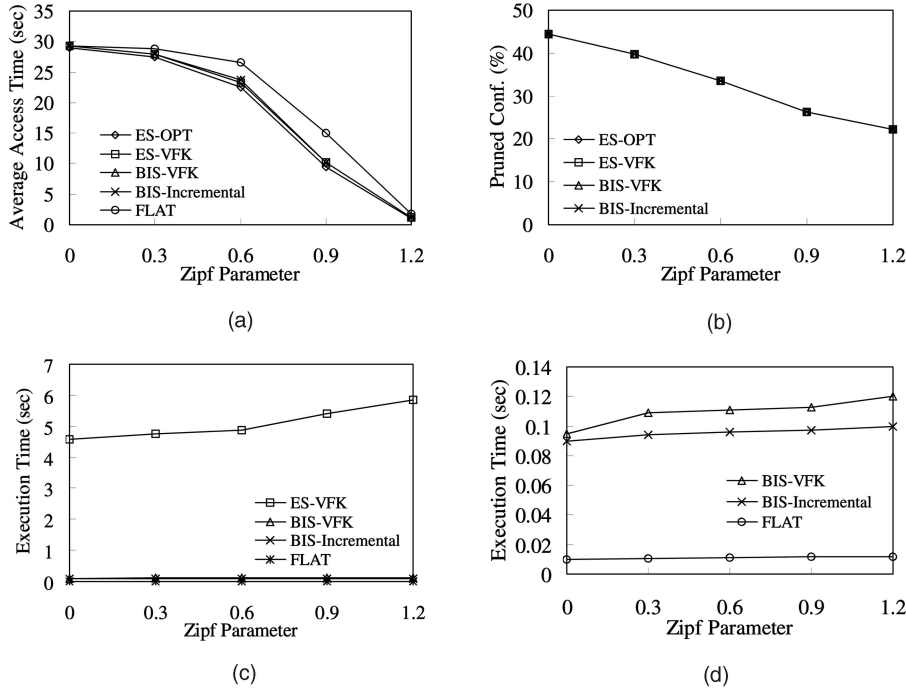 Average Access Time (sec)
35
30
25
20
15
10
5
0
ES-OPT
ES-VFK
BIS-VFK
BIS-Incremental
FLAT
0 0.3 0.6 0.9 1.2
Zipf Parameter
(a)
Pruned Conf. (%)
50
40
30
20
10
0
ES-OPT
ES-VFK
BIS-VFK
BIS-Incremental
0 0.3 0.6 0.9 1.2
Zipf Parameter
(b)
Execution Time (sec)
7
6
5
4
3
2
1
0
ES-VFK
BIS-VFK
BIS-Incremental
FLAT
0 0.3 0.6 0.9 1.2
Zipf Parameter
(c)
Execution Time (sec)
0.14
0.12
0.1
0.08
0.06
0.04
0.02
0
BIS-VFK
BIS-Incremental
FLAT
0 0.3 0.6 0.9 1.2
Zipf Parameter
(d)